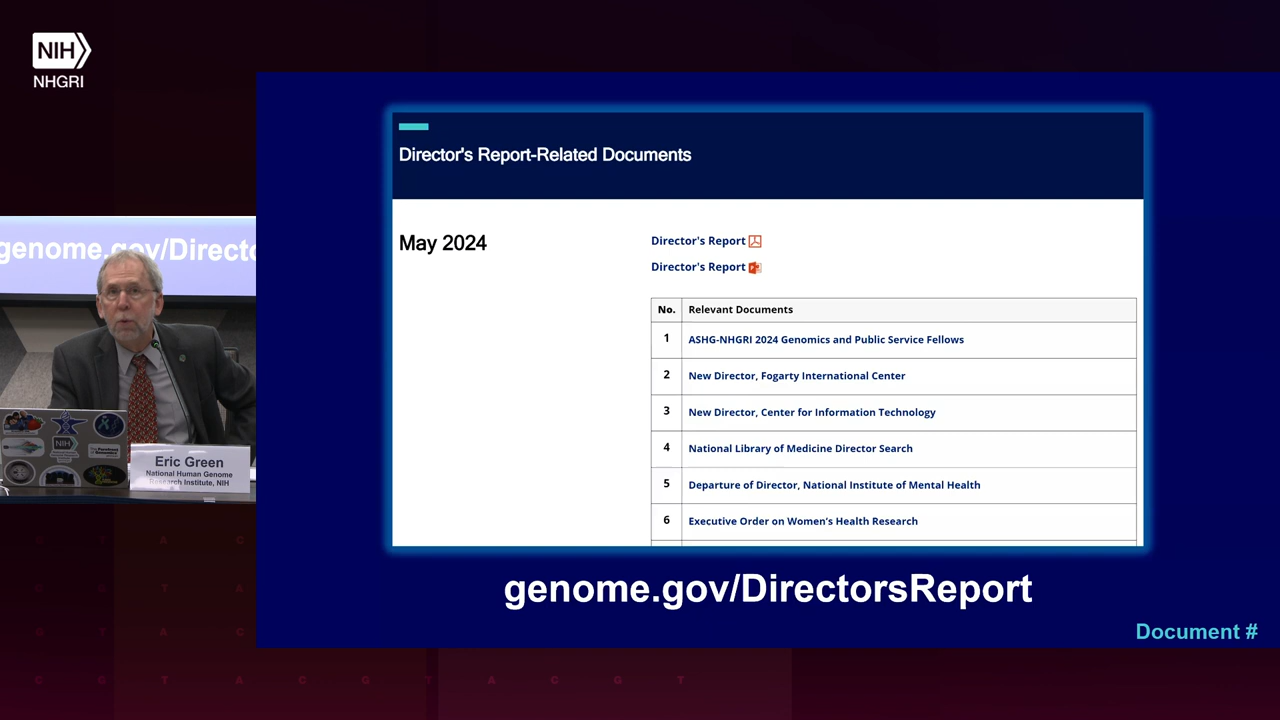 NIH
NHGRI
Director's Report-Related Documents
May 2024
Director's Report
Director's Report
No. Relevant Documents
1 ASHG-NHGRI 2024 Genomics and Public Service Fellows
2 New Director, Fogarty International Center
3 New Director, Center for Information Technology
4 National Library of Medicine Director Search
5 Departure of Director, National Institute of Mental Health
6 Executive Order on Women's Health Research
genome.gov/DirectorsReport
Document #
genome.gov/Directo
NIH
Eric Green
National Human Genome
Research Institute, NIH
C G T A C G T A C G T